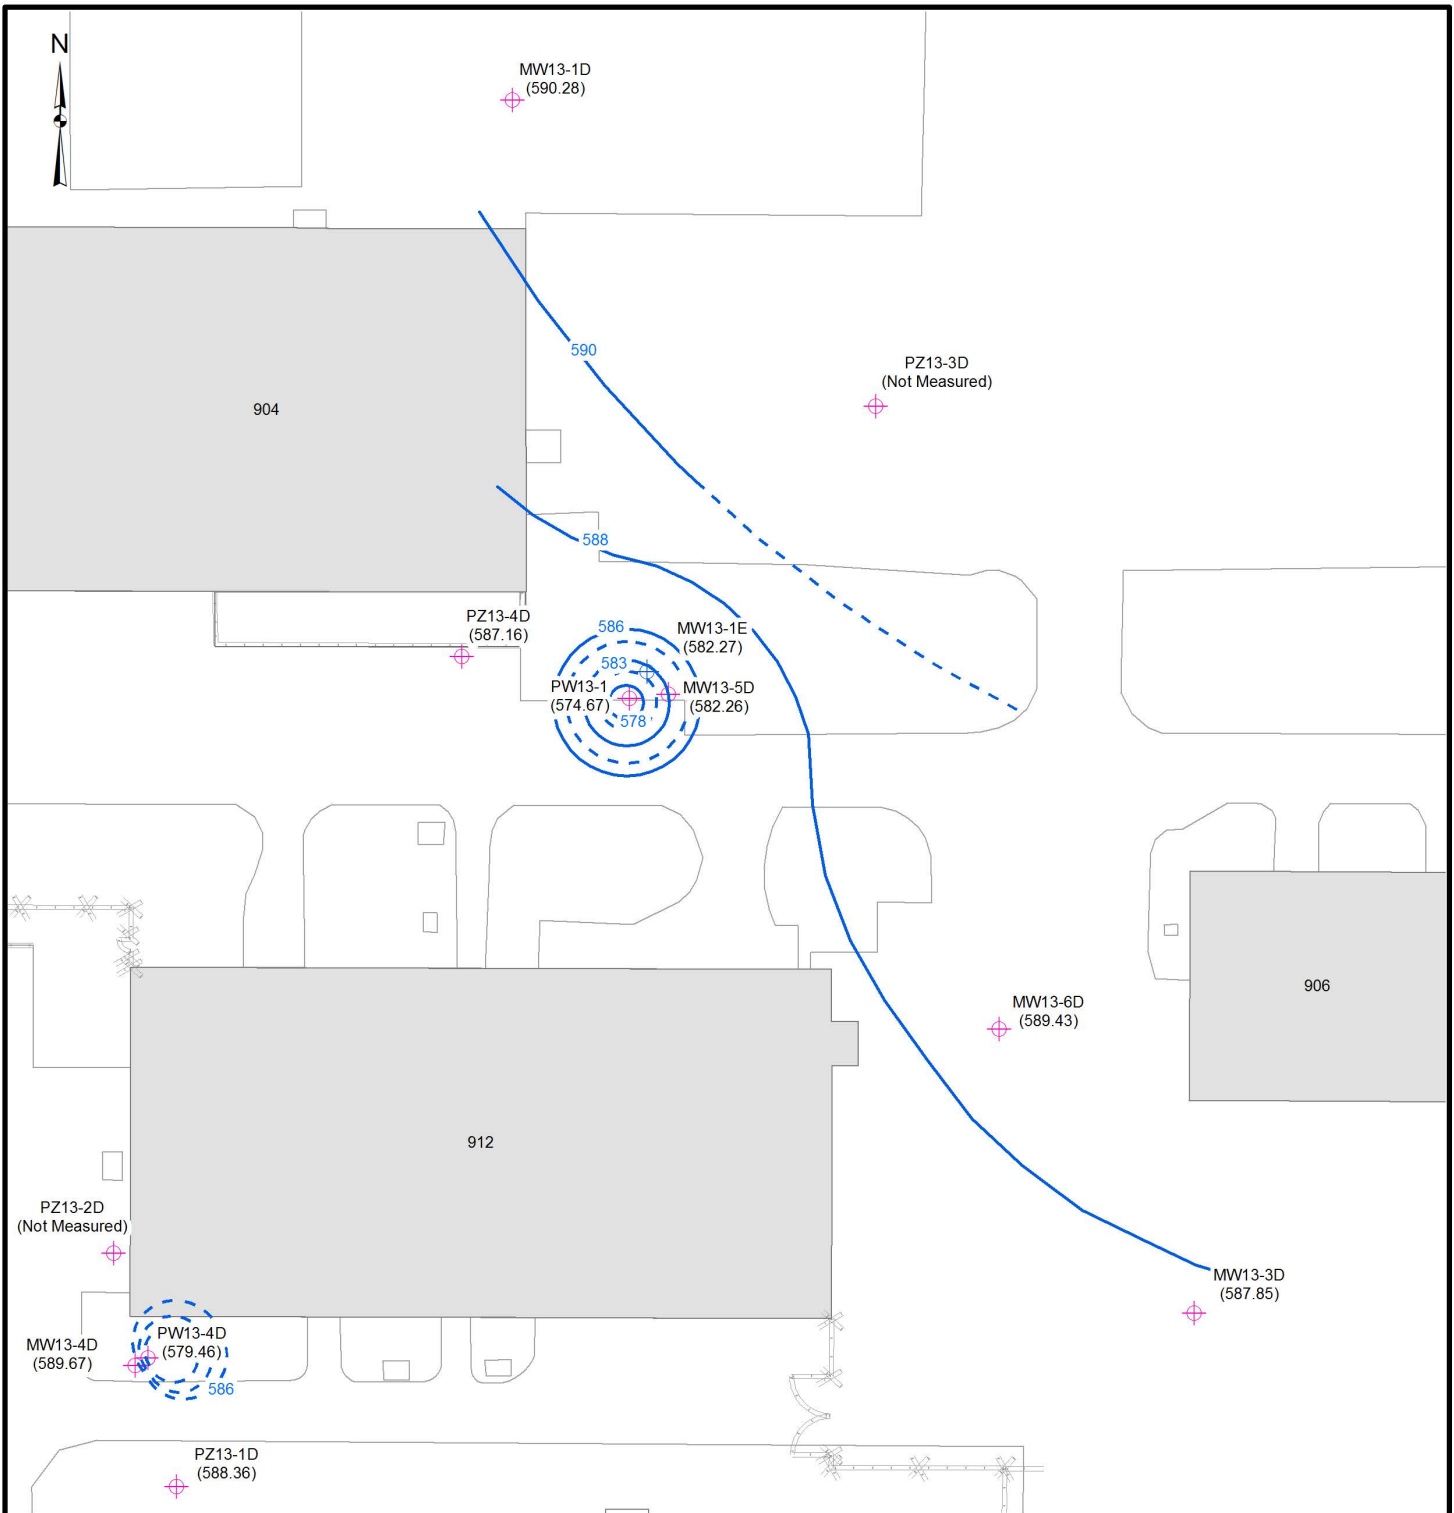 N
MW13-1D
(590.28)
590
PZ13-3D
(Not Measured)
904
588
PZ13-4D
(587.16)
586
MW13-1E
(582.27)
583
PW13-1
(574.67)
MW13-5D
(582.26)
578
906
MW13-6D
(589.43)
912
PZ13-2D
(Not Measured)
MW13-3D
(587.85)
PW13-4D
(579.46)
MW13-4D
(589.67)
586
PZ13-1D
(588.36)